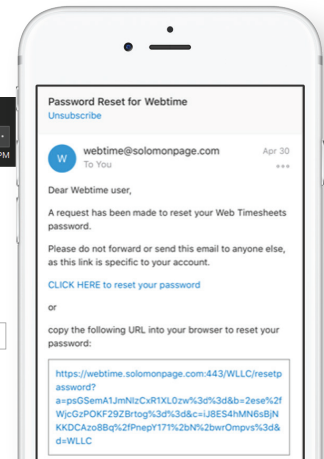 PM
Password Reset for Webtime
Unsubscribe
W
webtime@solomonpage.com
Apr 30
To You
Dear Webtime user,
A request has been made to reset your Web Timesheets
password.
Please do not forward or send this email to anyone else,
as this link is specific to your account.
CLICK HERE to reset your password
or
copy the following URL into your browser to reset your
password:
https://webtime.solomonpage.com:443/WLLC/resetp
assword?
a=psGSemA1JmNlzCxR1XL0zw%3d%3d&b=2ese%2f
WjcGzPOKF29ZBrtog%3d%3d&c=iJ8ES4hMN6sBjN
KKDCAzo8Bq%2fPnepY171%2bN%2bwrOmpvs%3d&
d=WLLC